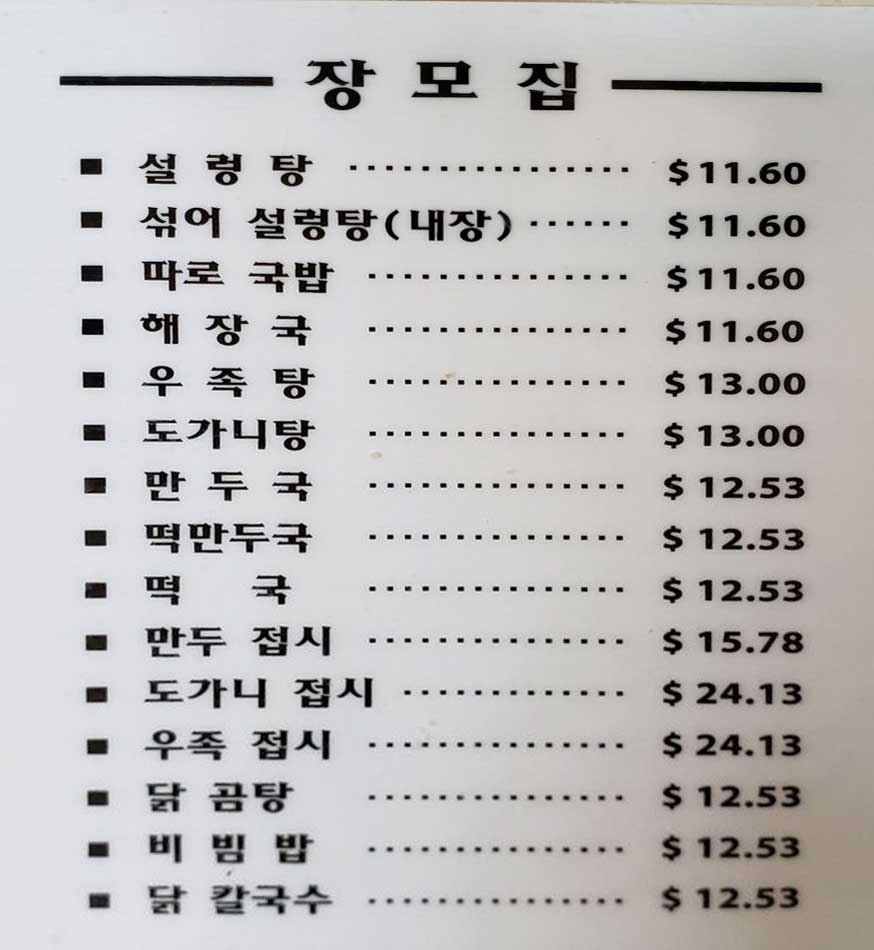 장모집
■ 설렁탕 ················ $11.60
■ 섞어 설렁탕(내장) ······ $11.60
■ 따로 국밥 ··············· $11.60
■ 해장국 ··············· $11.60
■ 우족탕 ··············· $13.00
■ 도가니탕 ··············· $13.00
■ 만두국 ··············· $12.53
■ 떡만두국 ··············· $12.53
■ 떡국 ··············· $12.53
■ 만두 접시 ··············· $15.78
■ 도가니 접시 ············· $24.13
■ 우족 접시 ··············· $24.13
■ 닭 곰탕 ··············· $12.53
■ 비빔밥 ··············· $12.53
■ 닭 칼국수 ··············· $12.53